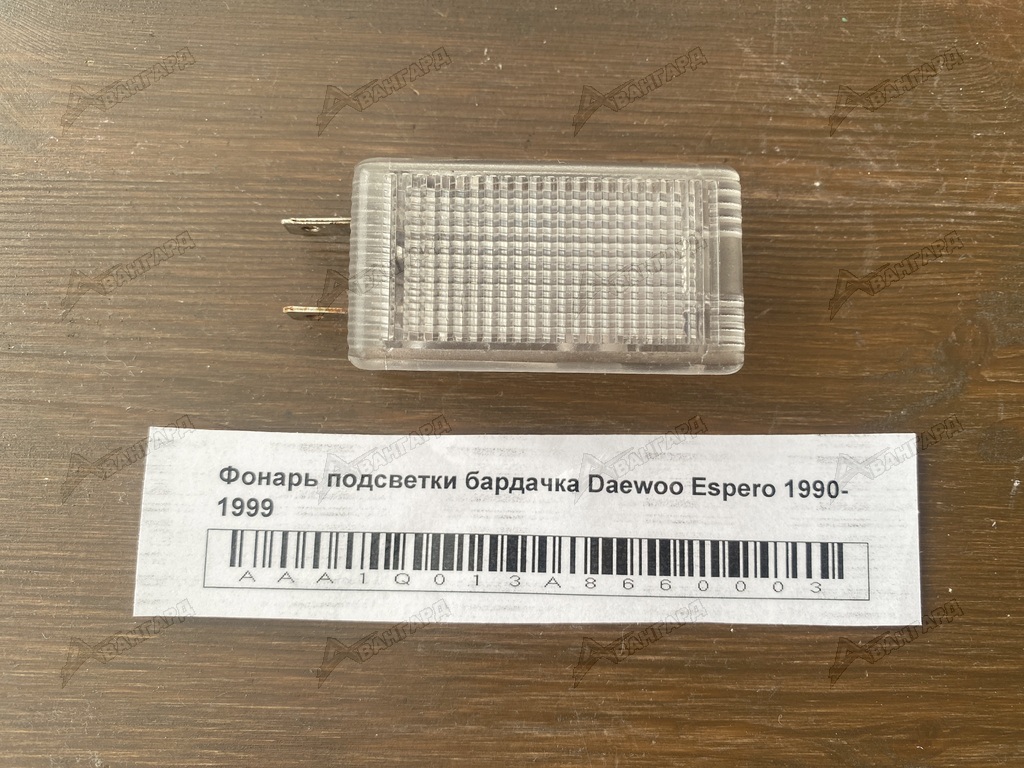 Фонарь подсветки бардачка Daewoo Espero 1990-
1999
AAA1Q013A8660003
АВАНГАРД